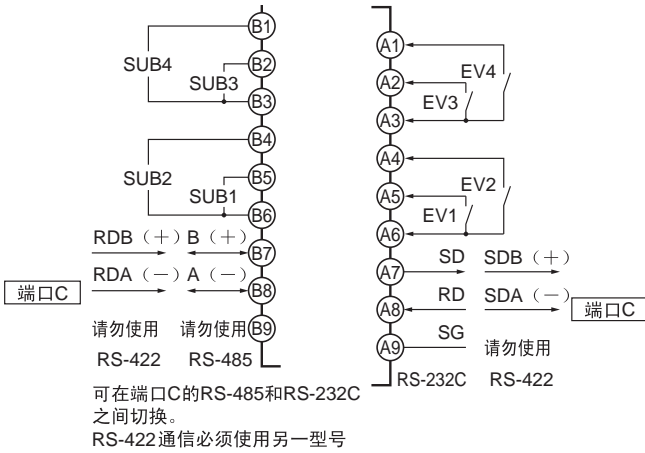 B1
SUB4
B2
SUB3
B3
B4
SUB2
B5
SUB1
B6
RDB（＋） B（＋）
B7
RDA（－） A（－）
B8
端口C
请勿使用 请勿使用
B9
RS-422 RS-485
A1
EV4
A2
EV3
A3
A4
EV2
A5
EV1
A6
SD SDB（＋）
A7
RD SDA（－）
A8
端口C
SG
请勿使用
A9
RS-232C RS-422
可在端口C的RS-485和RS-232C
之间切换。
RS-422通信必须使用另一型号